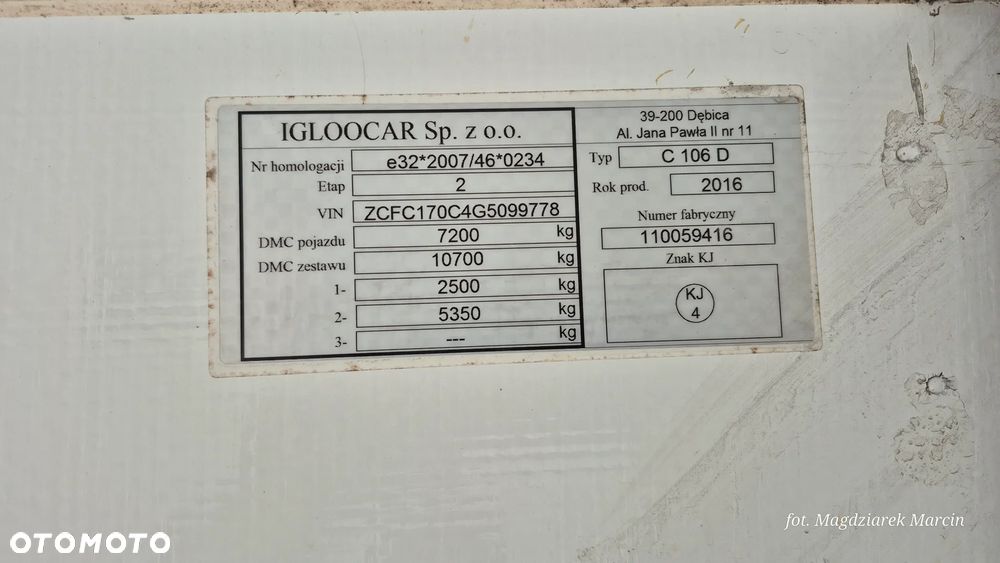 IGLOOCAR Sp. z o.o.
Nr homologacji e32*2007/46*0234
Etap 2
VIN ZCFC170C4G5099778
DMC pojazdu 7200 kg
DMC zestawu 10700 kg
1- 2500 kg
2- 5350 kg
3- --- kg
39-200 Dębica
Al. Jana Pawła II nr 11
Typ C 106 D
Rok prod. 2016
Numer fabryczny
110059416
Znak KJ
KJ
4
fot. Magdziarek Marcin
OTOMOTO